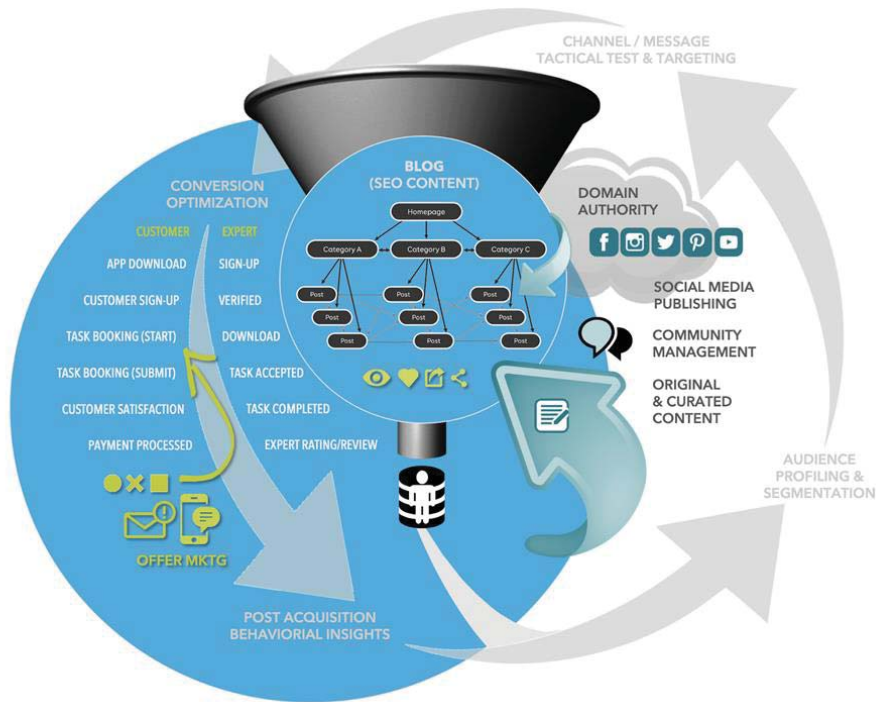 CHANNEL / MESSAGE
TACTICAL TEST & TARGETING
BLOG
(SEO CONTENT)
Homepage
Category A
Category B
Category C
Post
Post
Post
Post
Post
Post
Post
Post
Post
CONVERSION
OPTIMIZATION
CUSTOMER
EXPERT
APP DOWNLOAD
SIGN-UP
CUSTOMER SIGN-UP
VERIFIED
TASK BOOKING (START)
DOWNLOAD
TASK BOOKING (SUBMIT)
TASK ACCEPTED
CUSTOMER SATISFACTION
TASK COMPLETED
PAYMENT PROCESSED
EXPERT RATING/REVIEW
OFFER MKTG
DOMAIN
AUTHORITY
SOCIAL MEDIA
PUBLISHING
COMMUNITY
MANAGEMENT
ORIGINAL
& CURATED
CONTENT
AUDIENCE
PROFILING &
SEGMENTATION
POST ACQUISITION
BEHAVIORIAL INSIGHTS